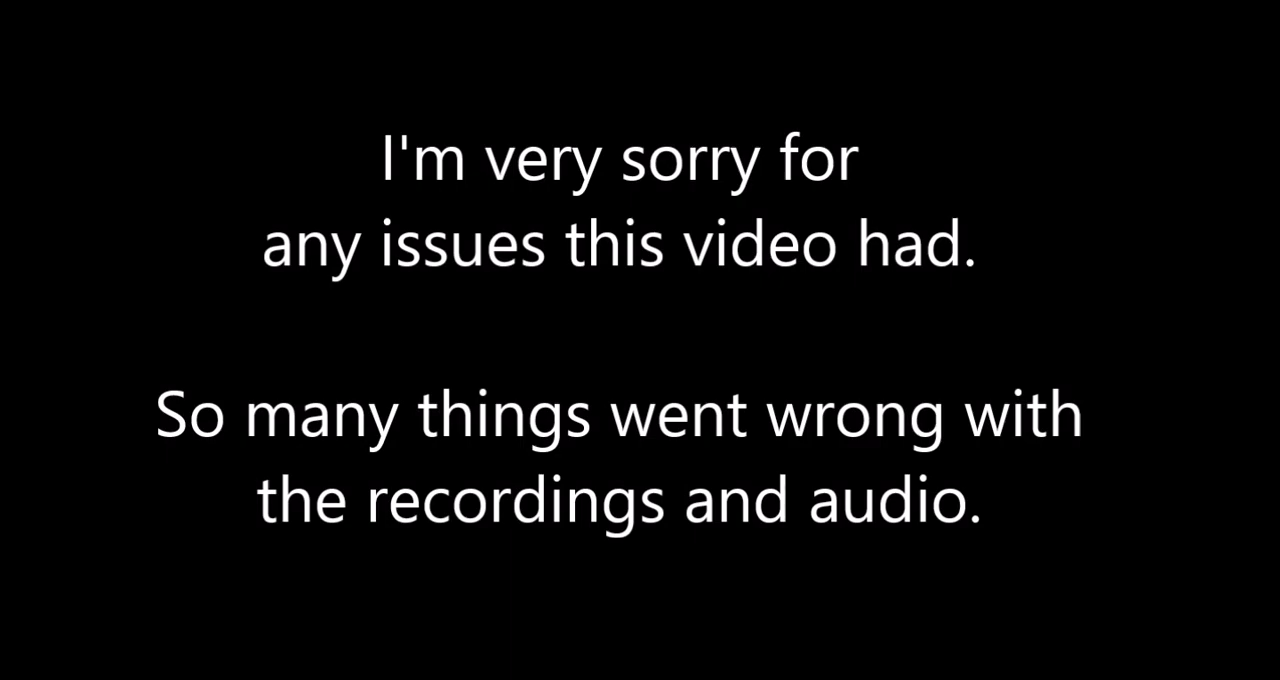 I'm very sorry for
any issues this video had.
So many things went wrong with
the recordings and audio.